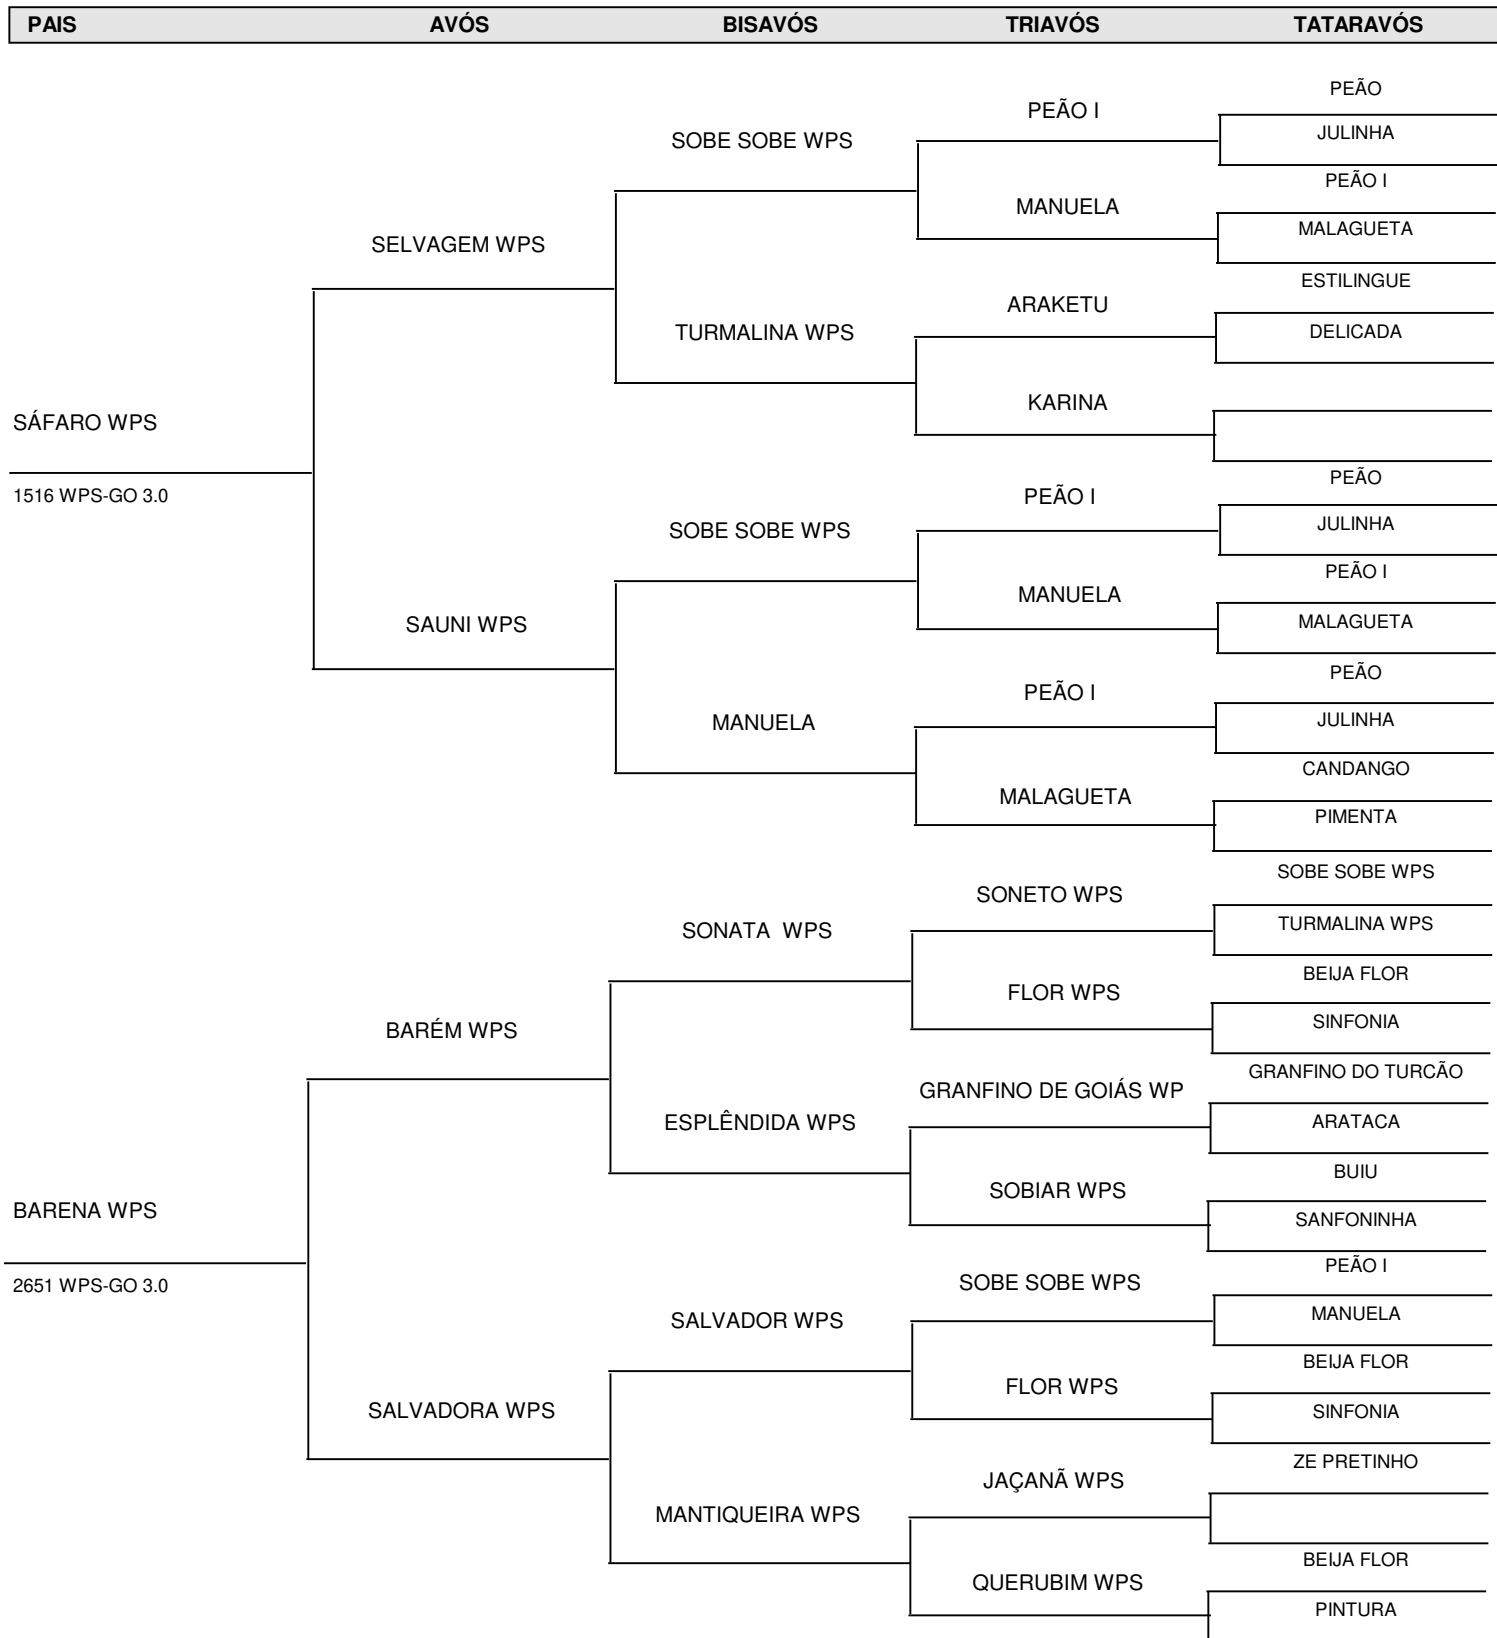 PAIS AVÓS BISAVÓS TRIAVÓS TATARAVÓS
PEÃO
PEÃO I
JULINHA
SOBE SOBE WPS
PEÃO I
MANUELA
MALAGUETA
SELVAGEM WPS
ESTILINGUE
ARAKETU
TURMALINA WPS
DELICADA
KARINA
SÁFARO WPS
PEÃO
1516 WPS-GO 3.0
PEÃO I
JULINHA
SOBE SOBE WPS
PEÃO I
MANUELA
MALAGUETA
SAUNI WPS
PEÃO
PEÃO I
JULINHA
MANUELA
CANDANGO
MALAGUETA
PIMENTA
SOBE SOBE WPS
SONETO WPS
TURMALINA WPS
SONATA  WPS
BEIJA FLOR
FLOR WPS
SINFONIA
BARÉM WPS
GRANFINO DO TURCÃO
GRANFINO DE GOIÁS WP
ARATACA
ESPLÊNDIDA WPS
BUIU
SOBIAR WPS
BARENA WPS
SANFONINHA
PEÃO I
2651 WPS-GO 3.0
SOBE SOBE WPS
MANUELA
SALVADOR WPS
BEIJA FLOR
FLOR WPS
SALVADORA WPS
SINFONIA
ZE PRETINHO
JAÇANÃ WPS
MANTIQUEIRA WPS
BEIJA FLOR
QUERUBIM WPS
PINTURA